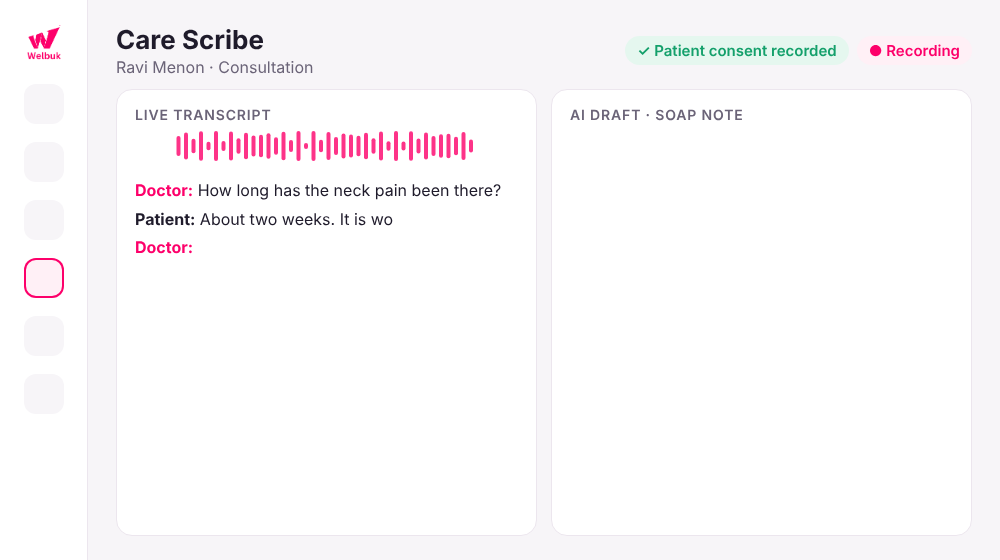 Welbuk
Care Scribe
Ravi Menon · Consultation
✓ Patient consent recorded
Recording
LIVE TRANSCRIPT
Doctor: How long has the neck pain been there?
Patient: About two weeks. It is wo
Doctor:
AI DRAFT · SOAP NOTE